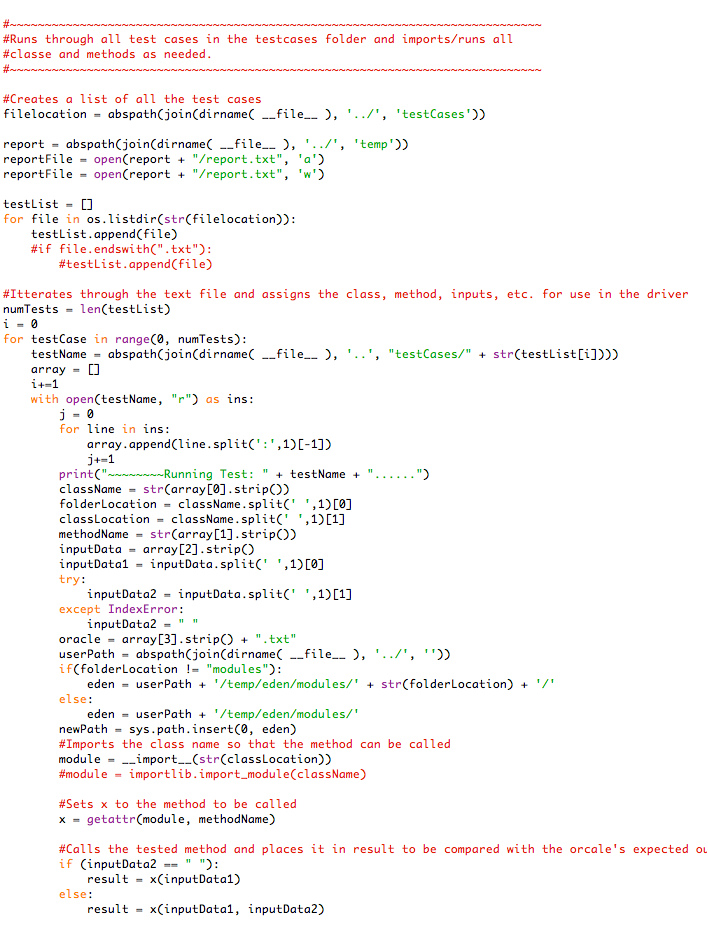 #~~~~~~~~~~~~~~~~~~~~~~~~~~~~~~~~~~~~~~~~~~~~~~~~~~~~~~~~~~~~~~~~~~~~~~~~~~~~
#Runs through all test cases in the testcases folder and imports/runs all
#classe and methods as needed.
#~~~~~~~~~~~~~~~~~~~~~~~~~~~~~~~~~~~~~~~~~~~~~~~~~~~~~~~~~~~~~~~~~~~~~~~~~~~~
#Creates a list of all the test cases
filelocation = abspath(join(dirname( __file__ ), '../', 'testCases'))
report = abspath(join(dirname( __file__ ), '../', 'temp'))
reportFile = open(report + "/report.txt", 'a')
reportFile = open(report + "/report.txt", 'w')
testList = []
for file in os.listdir(str(filelocation)):
    testList.append(file)
    #if file.endswith(".txt"):
        #testList.append(file)
#Itterates through the text file and assigns the class, method, inputs, etc. for use in the driver
numTests = len(testList)
i = 0
for testCase in range(0, numTests):
    testName = abspath(join(dirname( __file__ ), '..', "testCases/" + str(testList[i])))
    array = []
    i+=1
    with open(testName, "r") as ins:
        j = 0
        for line in ins:
            array.append(line.split(':',1)[-1])
            j+=1
        print("~~~~~~~~Running Test: " + testName + "......")
        className = str(array[0].strip())
        folderLocation = className.split(' ',1)[0]
        classLocation = className.split(' ',1)[1]
        methodName = str(array[1].strip())
        inputData = array[2].strip()
        inputData1 = inputData.split(' ',1)[0]
        try:
            inputData2 = inputData.split(' ',1)[1]
        except IndexError:
            inputData2 = " "
        oracle = array[3].strip() + ".txt"
        userPath = abspath(join(dirname( __file__ ), '../', ''))
        if(folderLocation != "modules"):
            eden = userPath + '/temp/eden/modules/' + str(folderLocation) + '/'
        else:
            eden = userPath + '/temp/eden/modules/'
        newPath = sys.path.insert(0, eden)
        #Imports the class name so that the method can be called
        module = __import__(str(classLocation))
        #module = importlib.import_module(className)
        #Sets x to the method to be called
        x = getattr(module, methodName)
        #Calls the tested method and places it in result to be compared with the orcale's expected
        if (inputData2 == " "):
            result = x(inputData1)
        else:
            result = x(inputData1, inputData2)